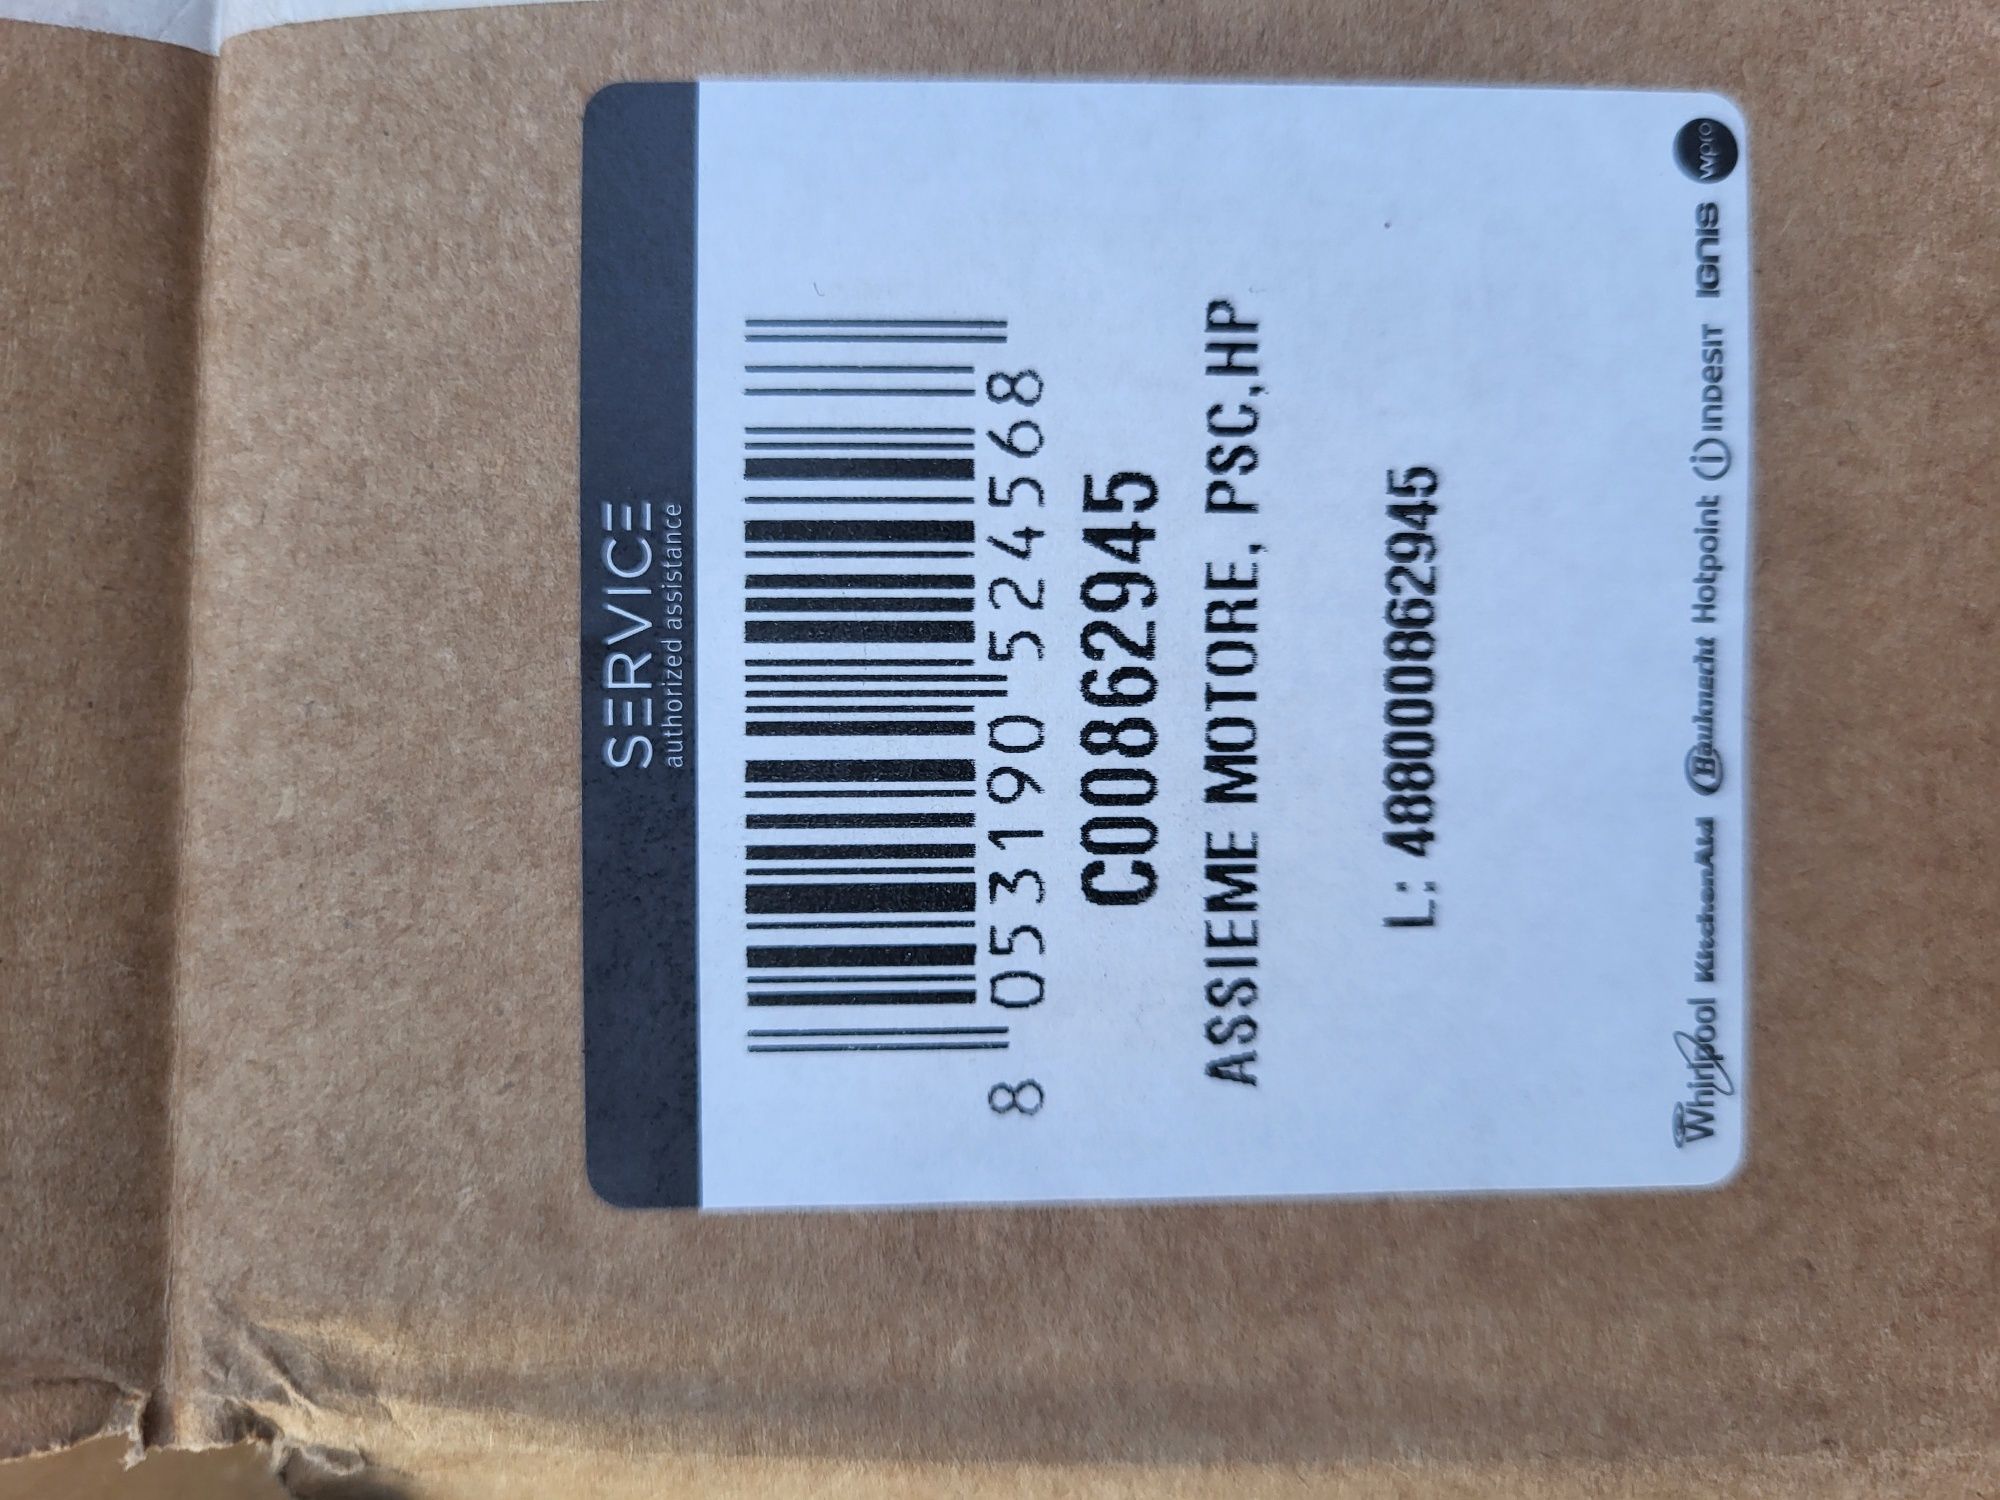 SERVICE
authorized assistance
8 053190 524568
C00862945
ASSIEME MOTORE, PSC,HP
L: 488000862945
Whirlpool KitchenAid Bauknecht Hotpoint i INDESIT IGNIS wpro